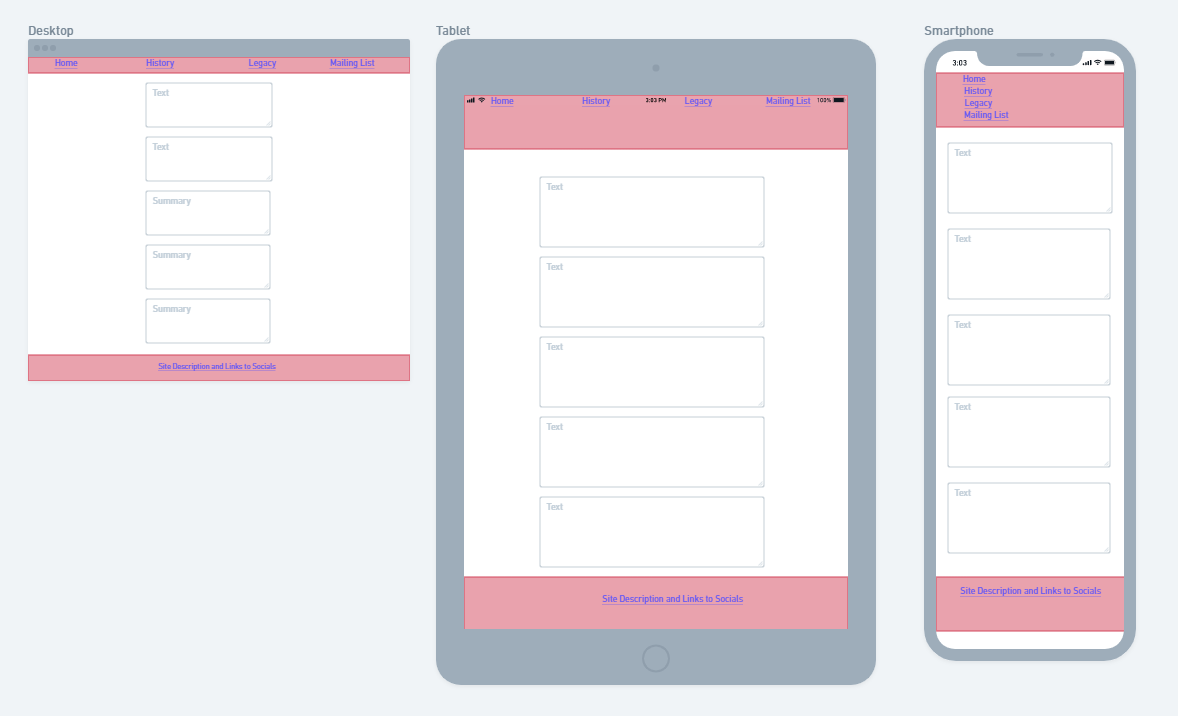 Desktop
Home History Legacy Mailing List
Text
Text
Summary
Summary
Summary
Site Description and Links to Socials
Tablet
Home History 3:03 PM Legacy Mailing List 100%
Text
Text
Text
Text
Text
Site Description and Links to Socials
Smartphone
3:03
Home
History
Legacy
Mailing List
Text
Text
Text
Text
Text
Site Description and Links to Socials